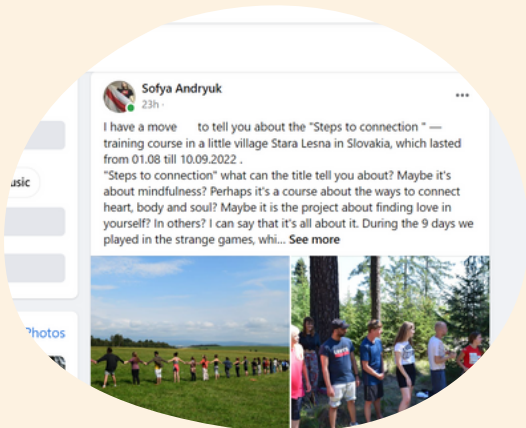 Sofya Andryuk
23h ·
I have a move to tell you about the "Steps to connection " —
training course in a little village Stara Lesna in Slovakia, which lasted
from 01.08 till 10.09.2022 .
"Steps to connection" what can the title tell you about? Maybe it's
about mindfulness? Perhaps it's a course about the ways to connect
heart, body and soul? Maybe it is the project about finding love in
yourself? In others? I can say that it's all about it. During the 9 days we
played in the strange games, whi... See more
usic
Photos